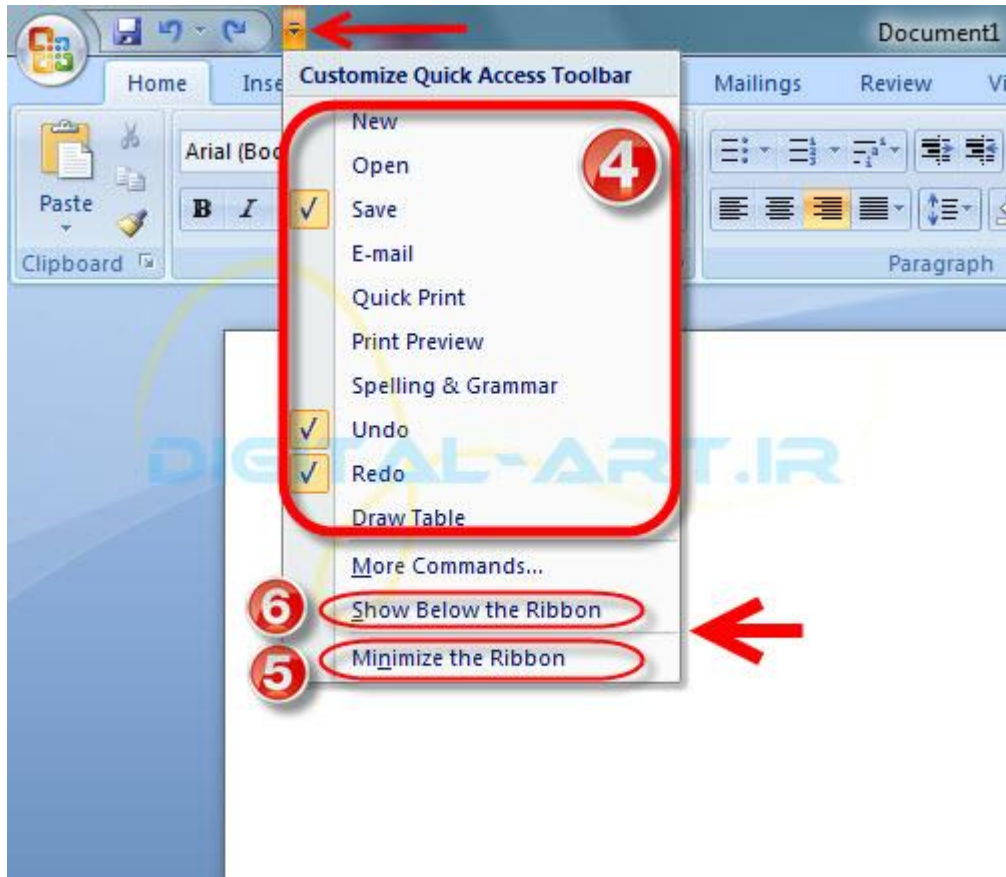 Document1
Home Inse Mailings Review Vi
Customize Quick Access Toolbar
New
4
Arial (Boo
Open
Paste
B I
Save
E-mail
Clipboard
Paragraph
Quick Print
Print Preview
Spelling & Grammar
Undo
DIGITAL-ART.IR
Redo
Draw Table
More Commands...
6
Show Below the Ribbon
5
Minimize the Ribbon